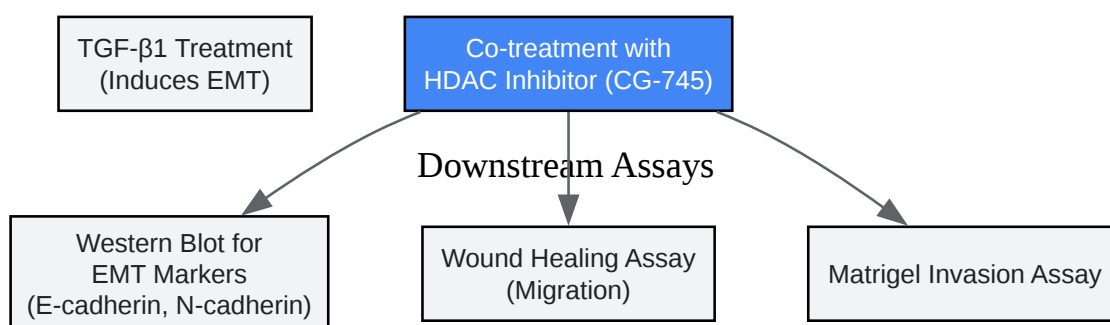 TGF-β1 Treatment
(Induces EMT)
Co-treatment with
HDAC Inhibitor (CG-745)
Downstream Assays
Western Blot for
EMT Markers
(E-cadherin, N-cadherin)
Wound Healing Assay
(Migration)
Matrigel Invasion Assay